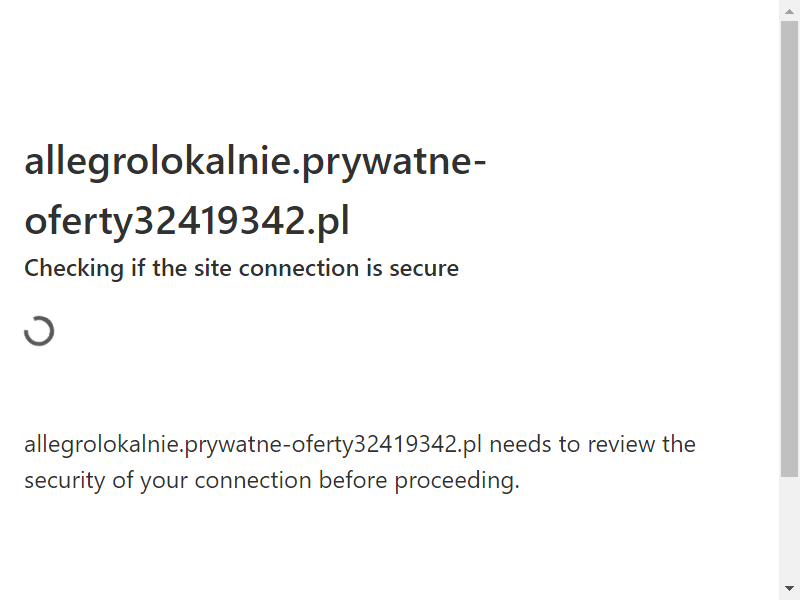 allegrolokalnie.prywatne-
oferty32419342.pl
Checking if the site connection is secure
allegrolokalnie.prywatne-oferty32419342.pl needs to review the
security of your connection before proceeding.